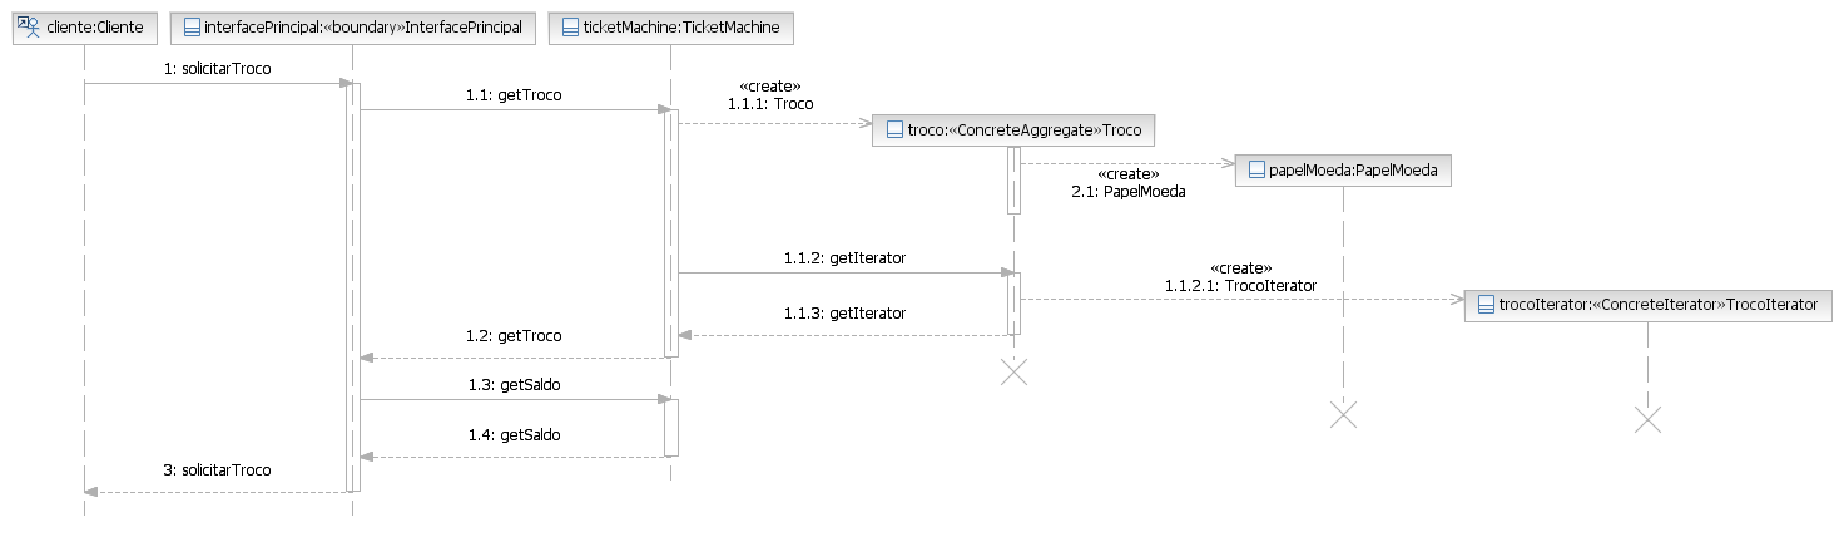 cliente:Cliente
interfacePrincipal:«boundary»InterfacePrincipal
ticketMachine:TicketMachine
1: solicitarTroco
1.1: getTroco
«create»
1.1.1: Troco
troco:«ConcreteAggregate»Troco
papelMoeda:PapelMoeda
«create»
2.1: PapelMoeda
1.1.2: getIterator
«create»
1.1.2.1: TrocoIterator
trocoIterator:«ConcreteIterator»TrocoIterator
1.1.3: getIterator
1.2: getTroco
1.3: getSaldo
1.4: getSaldo
3: solicitarTroco